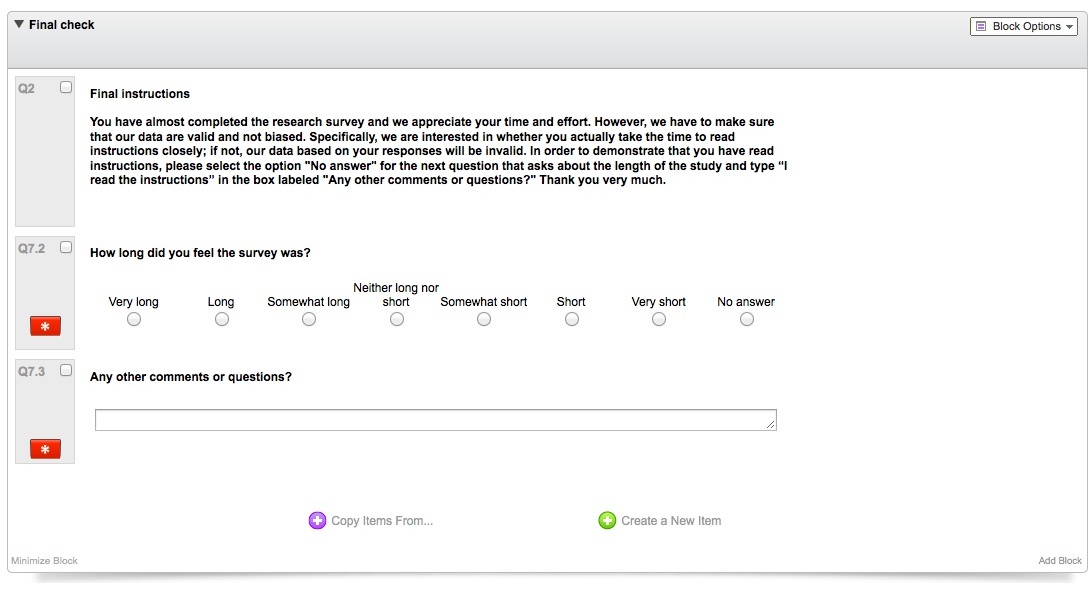 Final check
Block Options
Q2
Final instructions
You have almost completed the research survey and we appreciate your time and effort. However, we have to make sure
that our data are valid and not biased. Specifically, we are interested in whether you actually take the time to read
instructions closely; if not, our data based on your responses will be invalid. In order to demonstrate that you have read
instructions, please select the option "No answer" for the next question that asks about the length of the study and type “I
read the instructions” in the box labeled "Any other comments or questions?" Thank you very much.
Q7.2
How long did you feel the survey was?
Very long Long Somewhat long Neither long nor short Somewhat short Short Very short No answer
*
Q7.3
Any other comments or questions?
*
Copy Items From... Create a New Item
Minimize Block Add Block